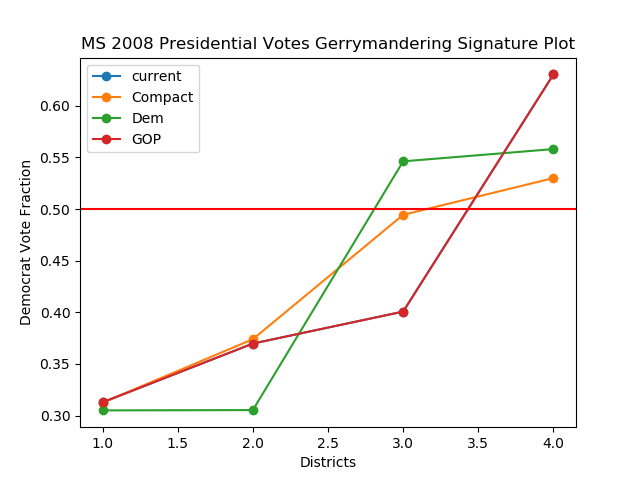 MS 2008 Presidential Votes Gerrymandering Signature Plot
current
Compact
Dem
GOP
Democrat Vote Fraction
0.60
0.55
0.50
0.45
0.40
0.35
0.30
1.0 1.5 2.0 2.5 3.0 3.5 4.0
Districts